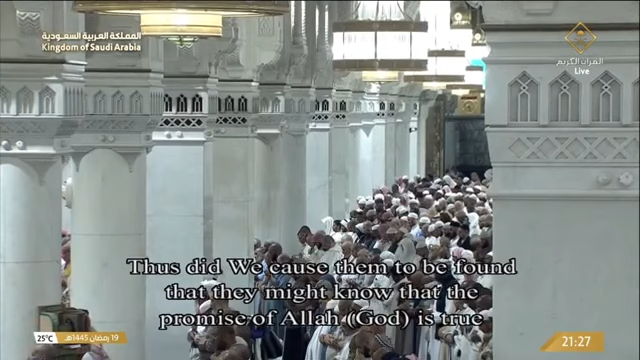 المملكة العربية السعودية
Kingdom of Saudi Arabia
القرآن الكريم
Live
Thus did We cause them to be found
that they might know that the
promise of Allah (God) is true
25°C
19 رمضان 1445هـ
21:27